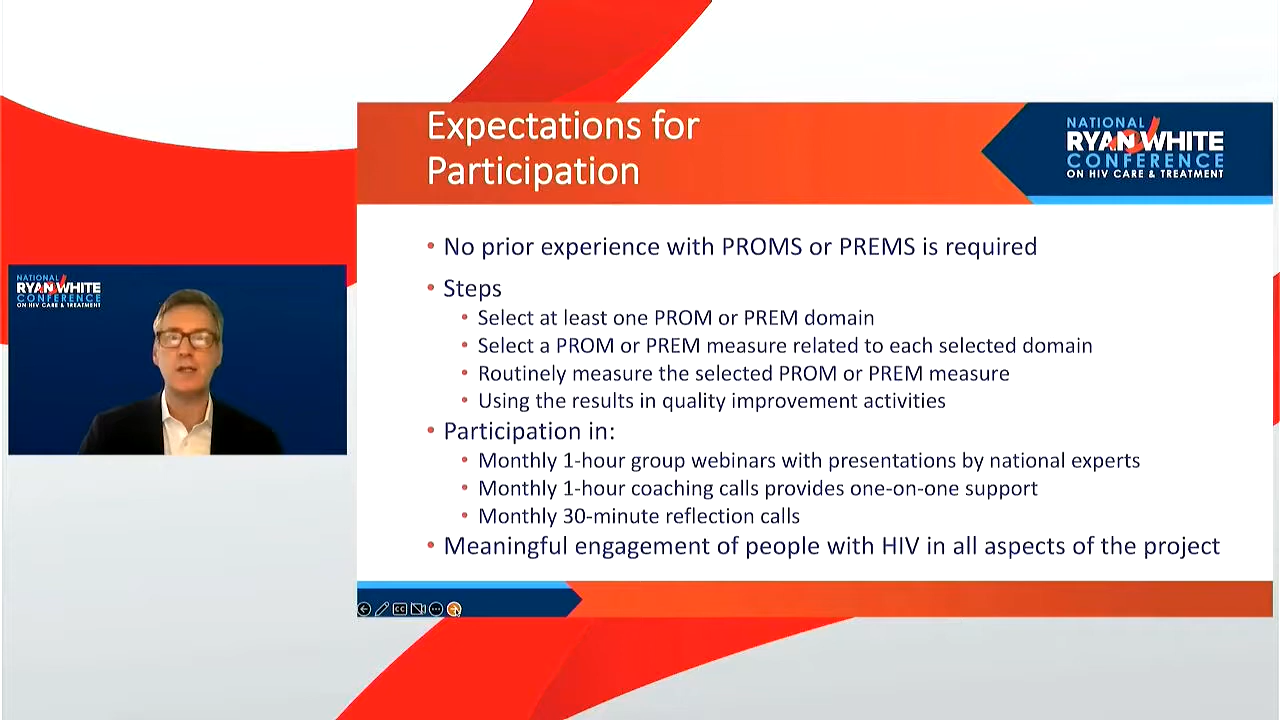 Expectations for
Participation
NATIONAL
RYAN WHITE
CONFERENCE
ON HIV CARE & TREATMENT
• No prior experience with PROMS or PREMS is required
• Steps
• Select at least one PROM or PREM domain
• Select a PROM or PREM measure related to each selected domain
• Routinely measure the selected PROM or PREM measure
• Using the results in quality improvement activities
• Participation in:
• Monthly 1-hour group webinars with presentations by national experts
• Monthly 1-hour coaching calls provides one-on-one support
• Monthly 30-minute reflection calls
• Meaningful engagement of people with HIV in all aspects of the project
NATIONAL
RYAN WHITE
CONFERENCE
ON HIV CARE & TREATMENT
CC